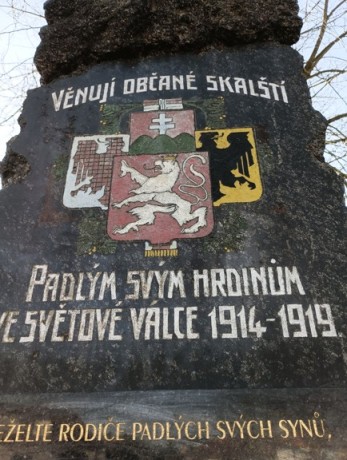 VĚNUJÍ OBČANÉ SKALŠTÍ
PADLÝM SVÝM HRDINŮM
VE SVĚTOVÉ VÁLCE 1914-1919.
RODIČE PADLÝCH SVÝCH SYNŮ,